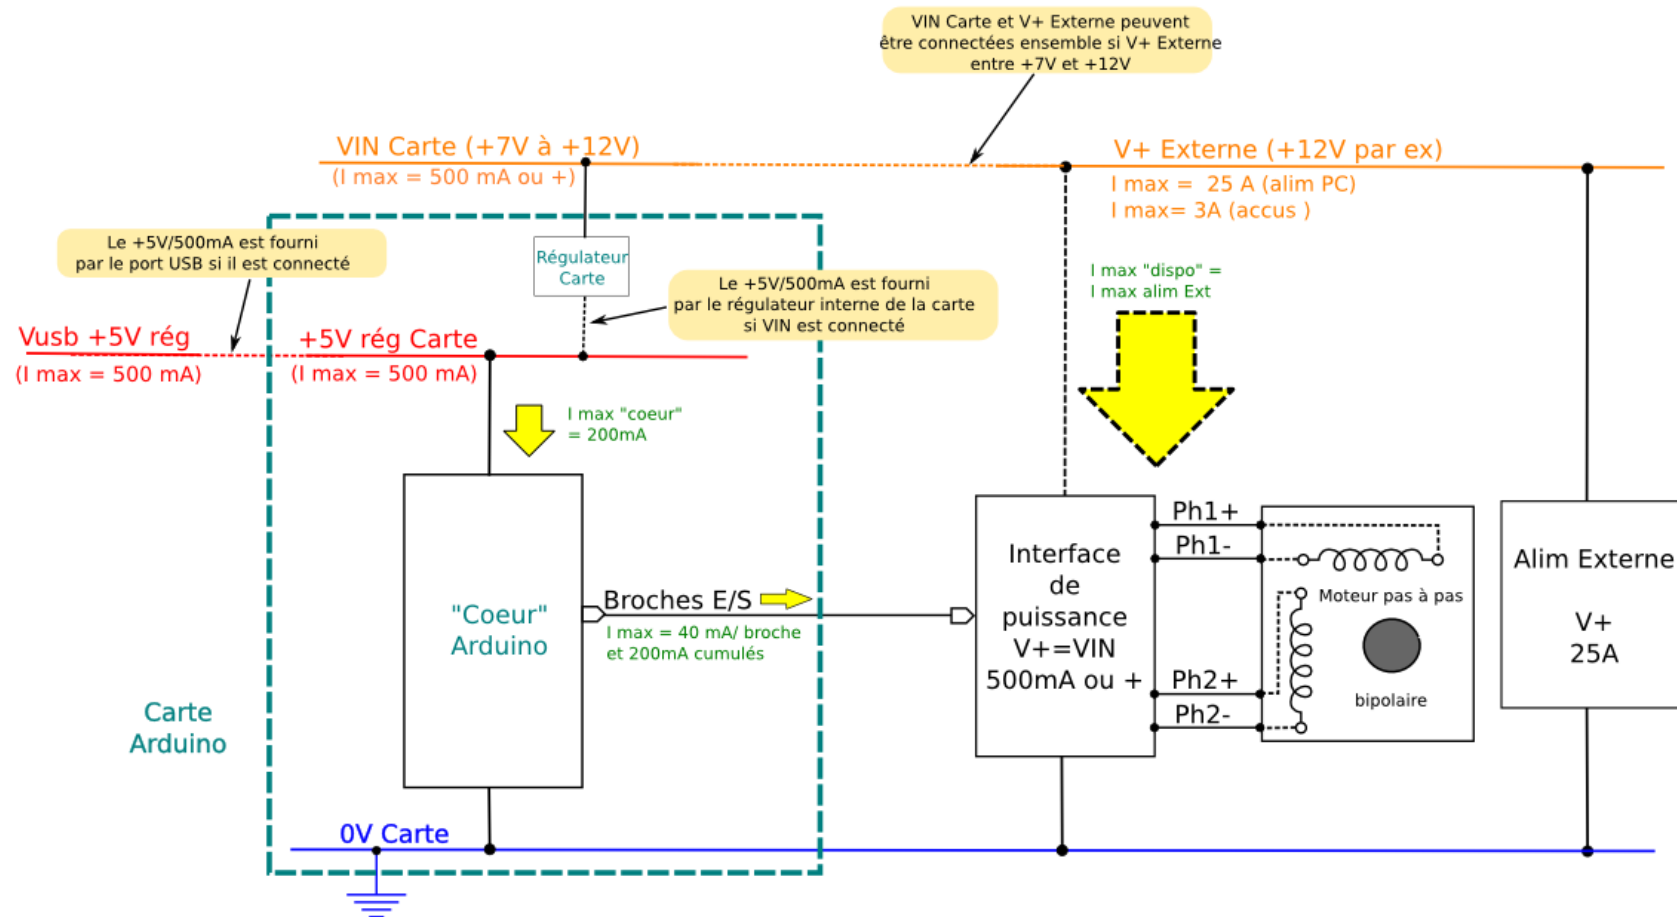 VIN Carte et V+ Externe peuvent
être connectées ensemble si V+ Externe
entre +7V et +12V
VIN Carte (+7V à +12V)
(I max = 500 mA ou +)
V+ Externe (+12V par ex)
I max =  25 A (alim PC)
I max= 3A (accus )
Le +5V/500mA est fourni
par le port USB si il est connecté
Régulateur
Carte
Le +5V/500mA est fourni
par le régulateur interne de la carte
si VIN est connecté
I max "dispo" =
I max alim Ext
Vusb +5V rég
(I max = 500 mA)
+5V rég Carte
(I max = 500 mA)
I max "coeur"
= 200mA
"Coeur"
Arduino
Broches E/S
I max = 40 mA/ broche
et 200mA cumulés
Interface
de
puissance
V+=VIN
500mA ou +
Ph1+
Ph1-
Ph2+
Ph2-
Moteur pas à pas
bipolaire
Alim Externe
V+
25A
Carte
Arduino
0V Carte